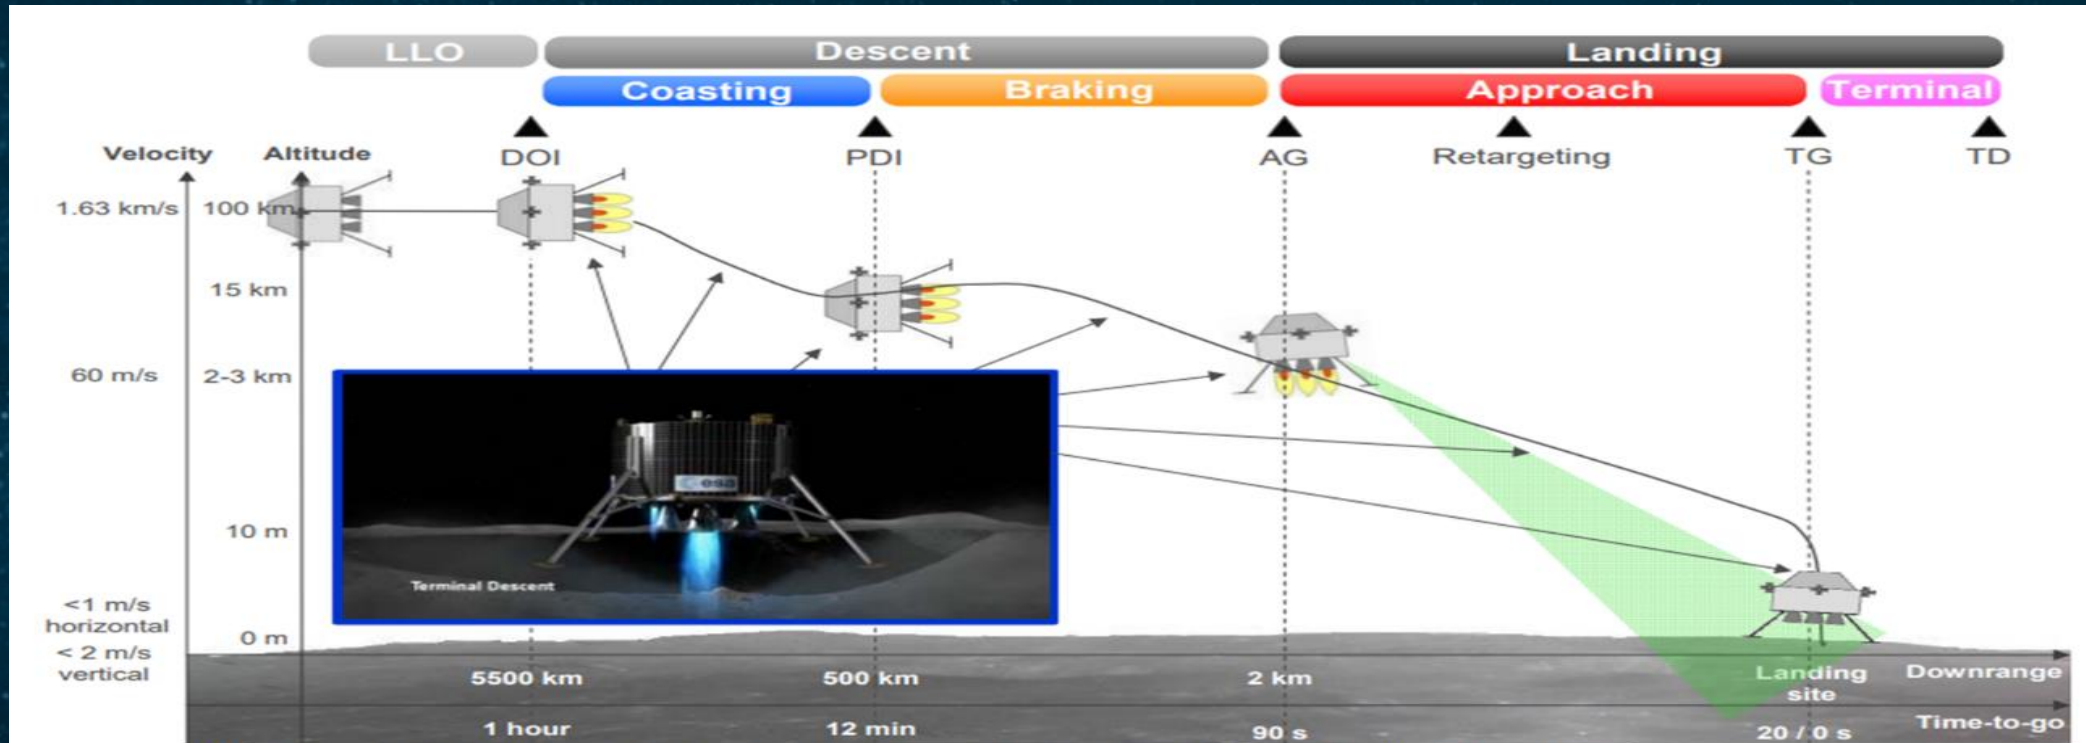 LLO Descent Landing
Coasting Braking Approach Terminal
Velocity Altitude DOI PDI AG Retargeting TG TD
1.63 km/s 100 km
15 km
60 m/s 2-3 km
esa
Terminal Descent
10 m
<1 m/s
horizontal
0 m
< 2 m/s
vertical
5500 km 500 km 2 km Landing
site
Downrange
1 hour 12 min 90 s 20 / 0 s Time-to-go